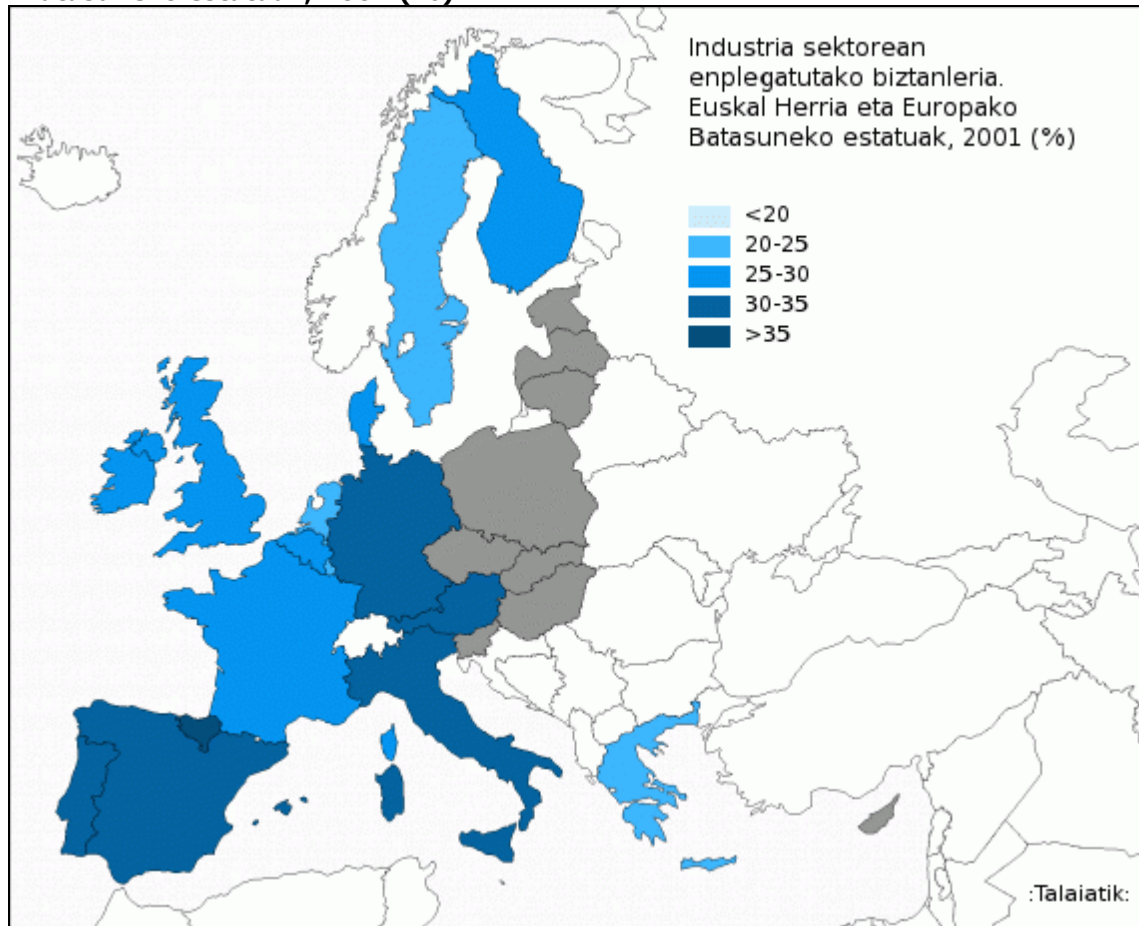 Industria sektorean
enplegatutako biztanleria.
Euskal Herria eta Europako
Batasuneko estatuak, 2001 (%)
<20
20-25
25-30
30-35
>35
:Talaiatik: